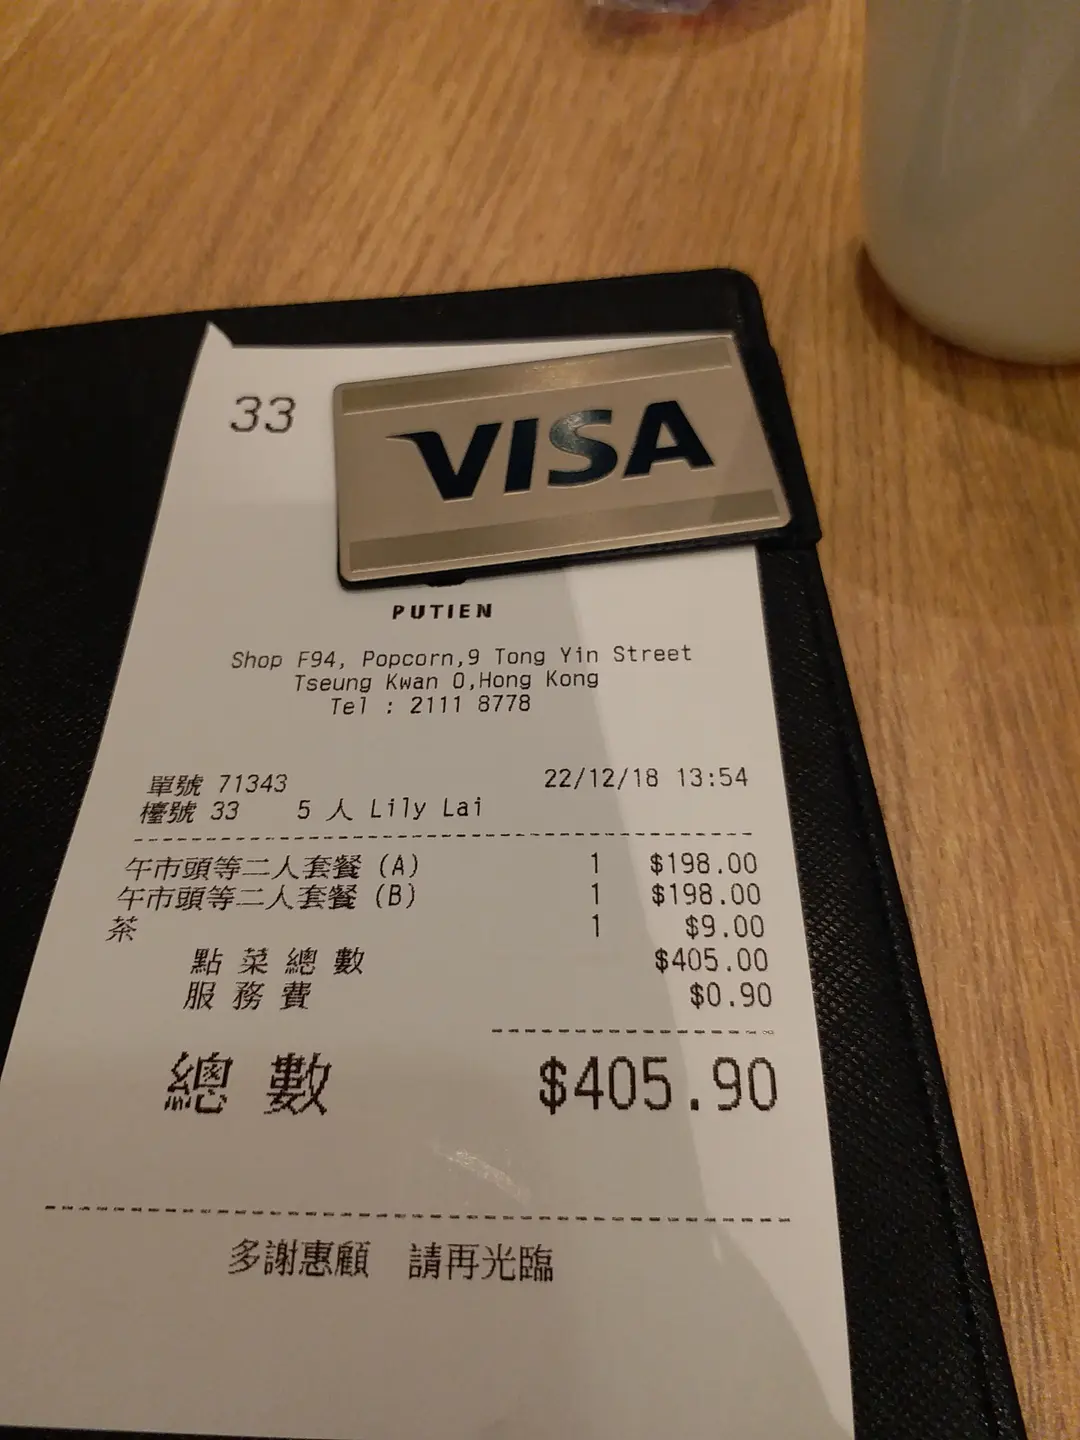 33
VISA
PUTIEN
Shop F94, Popcorn,9 Tong Yin Street
Tseung Kwan O,Hong Kong
Tel : 2111 8778
單號 71343 22/12/18 13:54
檯號 33 5 人 Lily Lai
午市頭等二人套餐 (A) 1 $198.00
午市頭等二人套餐 (B) 1 $198.00
茶 1 $9.00
點 菜 總 數 $405.00
服 務 費 $0.90
總 數 $405.90
多謝惠顧 請再光臨